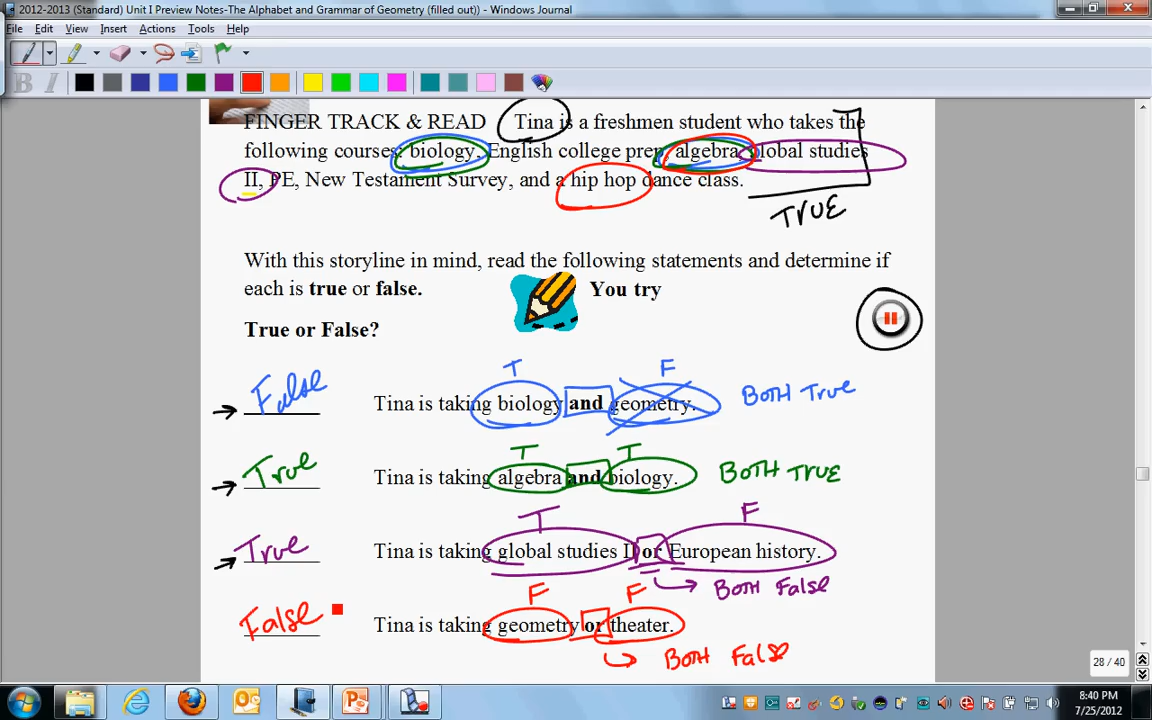 2012-2013 (Standard) Unit I Preview Notes-The Alphabet and Grammar of Geometry (filled out)) - Windows Journal
File Edit View Insert Actions Tools Help
FINGER TRACK & READ Tina is a freshmen student who takes the
following courses: biology, English college prep, algebra, global studies
II, PE, New Testament Survey, and a hip hop dance class.
TRUE
With this storyline in mind, read the following statements and determine if
each is true or false.
You try
True or False?
T F
False Tina is taking biology and geometry. BOTH True
T T
True Tina is taking algebra and biology. BOTH TRUE
T F
True Tina is taking global studies II or European history.
BOTH False
F F
False Tina is taking geometry or theater.
BOTH False
28 / 40
8:40 PM
7/25/2012